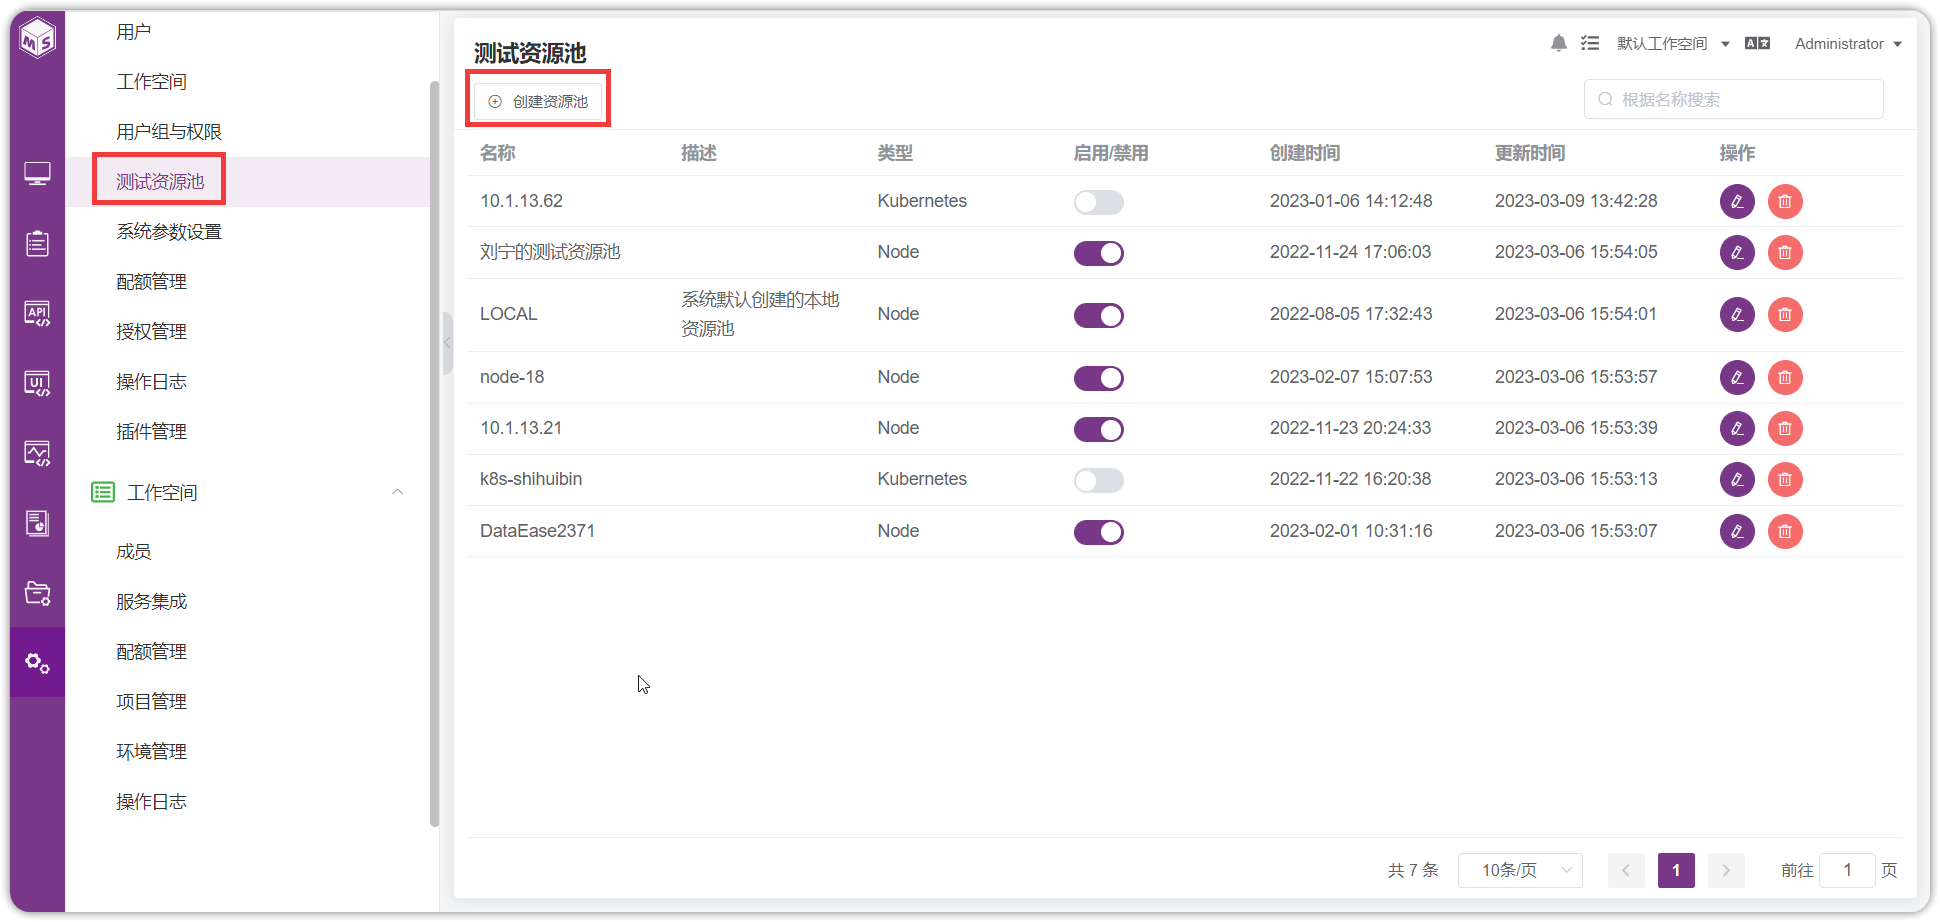 MS
API
UI
用户
工作空间
用户组与权限
测试资源池
系统参数设置
配额管理
授权管理
操作日志
插件管理
工作空间
成员
服务集成
配额管理
项目管理
环境管理
操作日志
测试资源池
默认工作空间
Administrator
创建资源池
根据名称搜索
名称 描述 类型 启用/禁用 创建时间 更新时间 操作
10.1.13.62 Kubernetes 2023-01-06 14:12:48 2023-03-09 13:42:28
刘宁的测试资源池 Node 2022-11-24 17:06:03 2023-03-06 15:54:05
LOCAL 系统默认创建的本地 Node 2022-08-05 17:32:43 2023-03-06 15:54:01
资源池
node-18 Node 2023-02-07 15:07:53 2023-03-06 15:53:57
10.1.13.21 Node 2022-11-23 20:24:33 2023-03-06 15:53:39
k8s-shihuibin Kubernetes 2022-11-22 16:20:38 2023-03-06 15:53:13
DataEase2371 Node 2023-02-01 10:31:16 2023-03-06 15:53:07
共 7 条 10条/页 1 前往 1 页